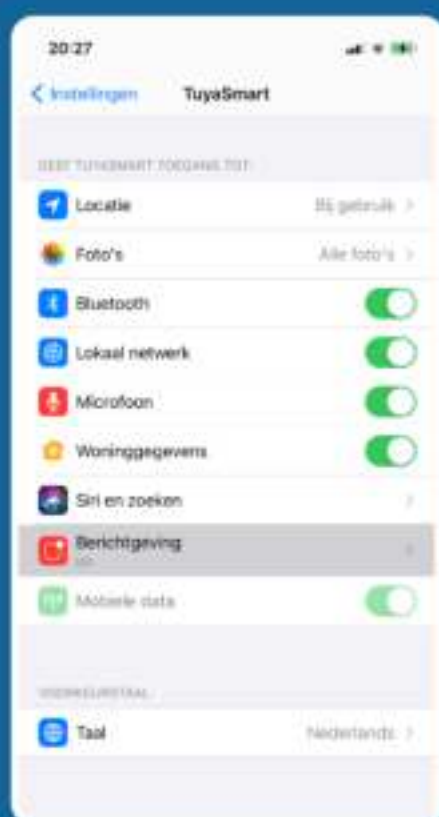 20:27
Instellingen TuyaSmart
GEEF TUYASMART TOEGANG TOT:
Locatie Bij gebruik
Foto's Alle foto's
Bluetooth
Lokaal netwerk
Microfoon
Woninggegevens
Siri en zoeken
Berichtgeving
Mobiele data
VOORKEURSTAAL
Taal Nederlands